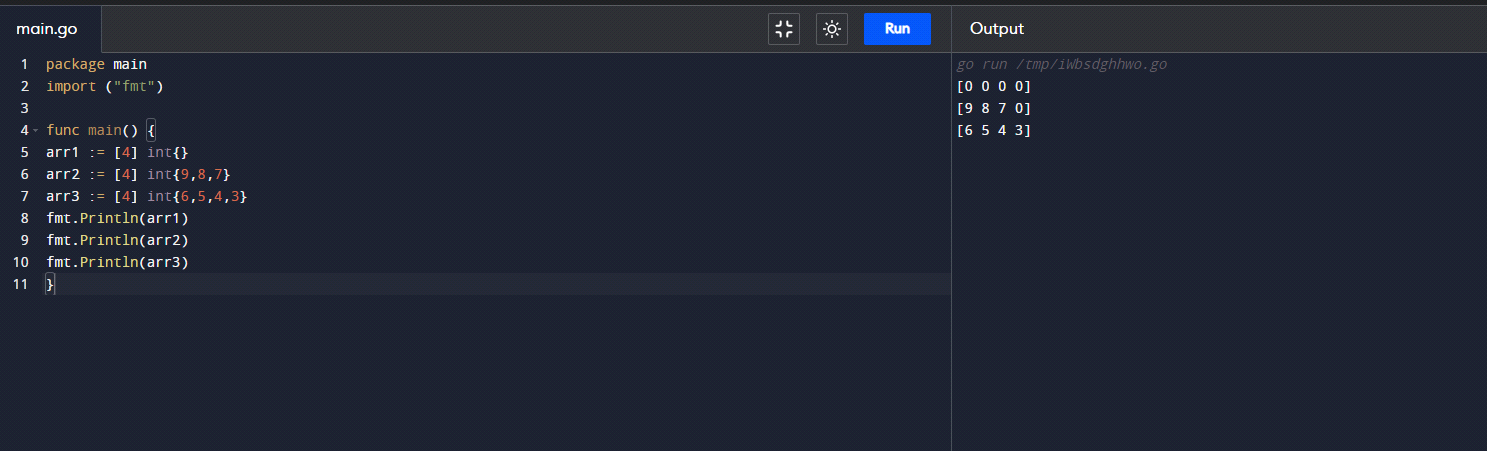 main.go
Run
Output
1 package main
2 import ("fmt")
3
4 func main() {
5 arr1 := [4] int{}
6 arr2 := [4] int{9,8,7}
7 arr3 := [4] int{6,5,4,3}
8 fmt.Println(arr1)
9 fmt.Println(arr2)
10 fmt.Println(arr3)
11 }
go run /tmp/iWbsdghhwo.go
[0 0 0 0]
[9 8 7 0]
[6 5 4 3]